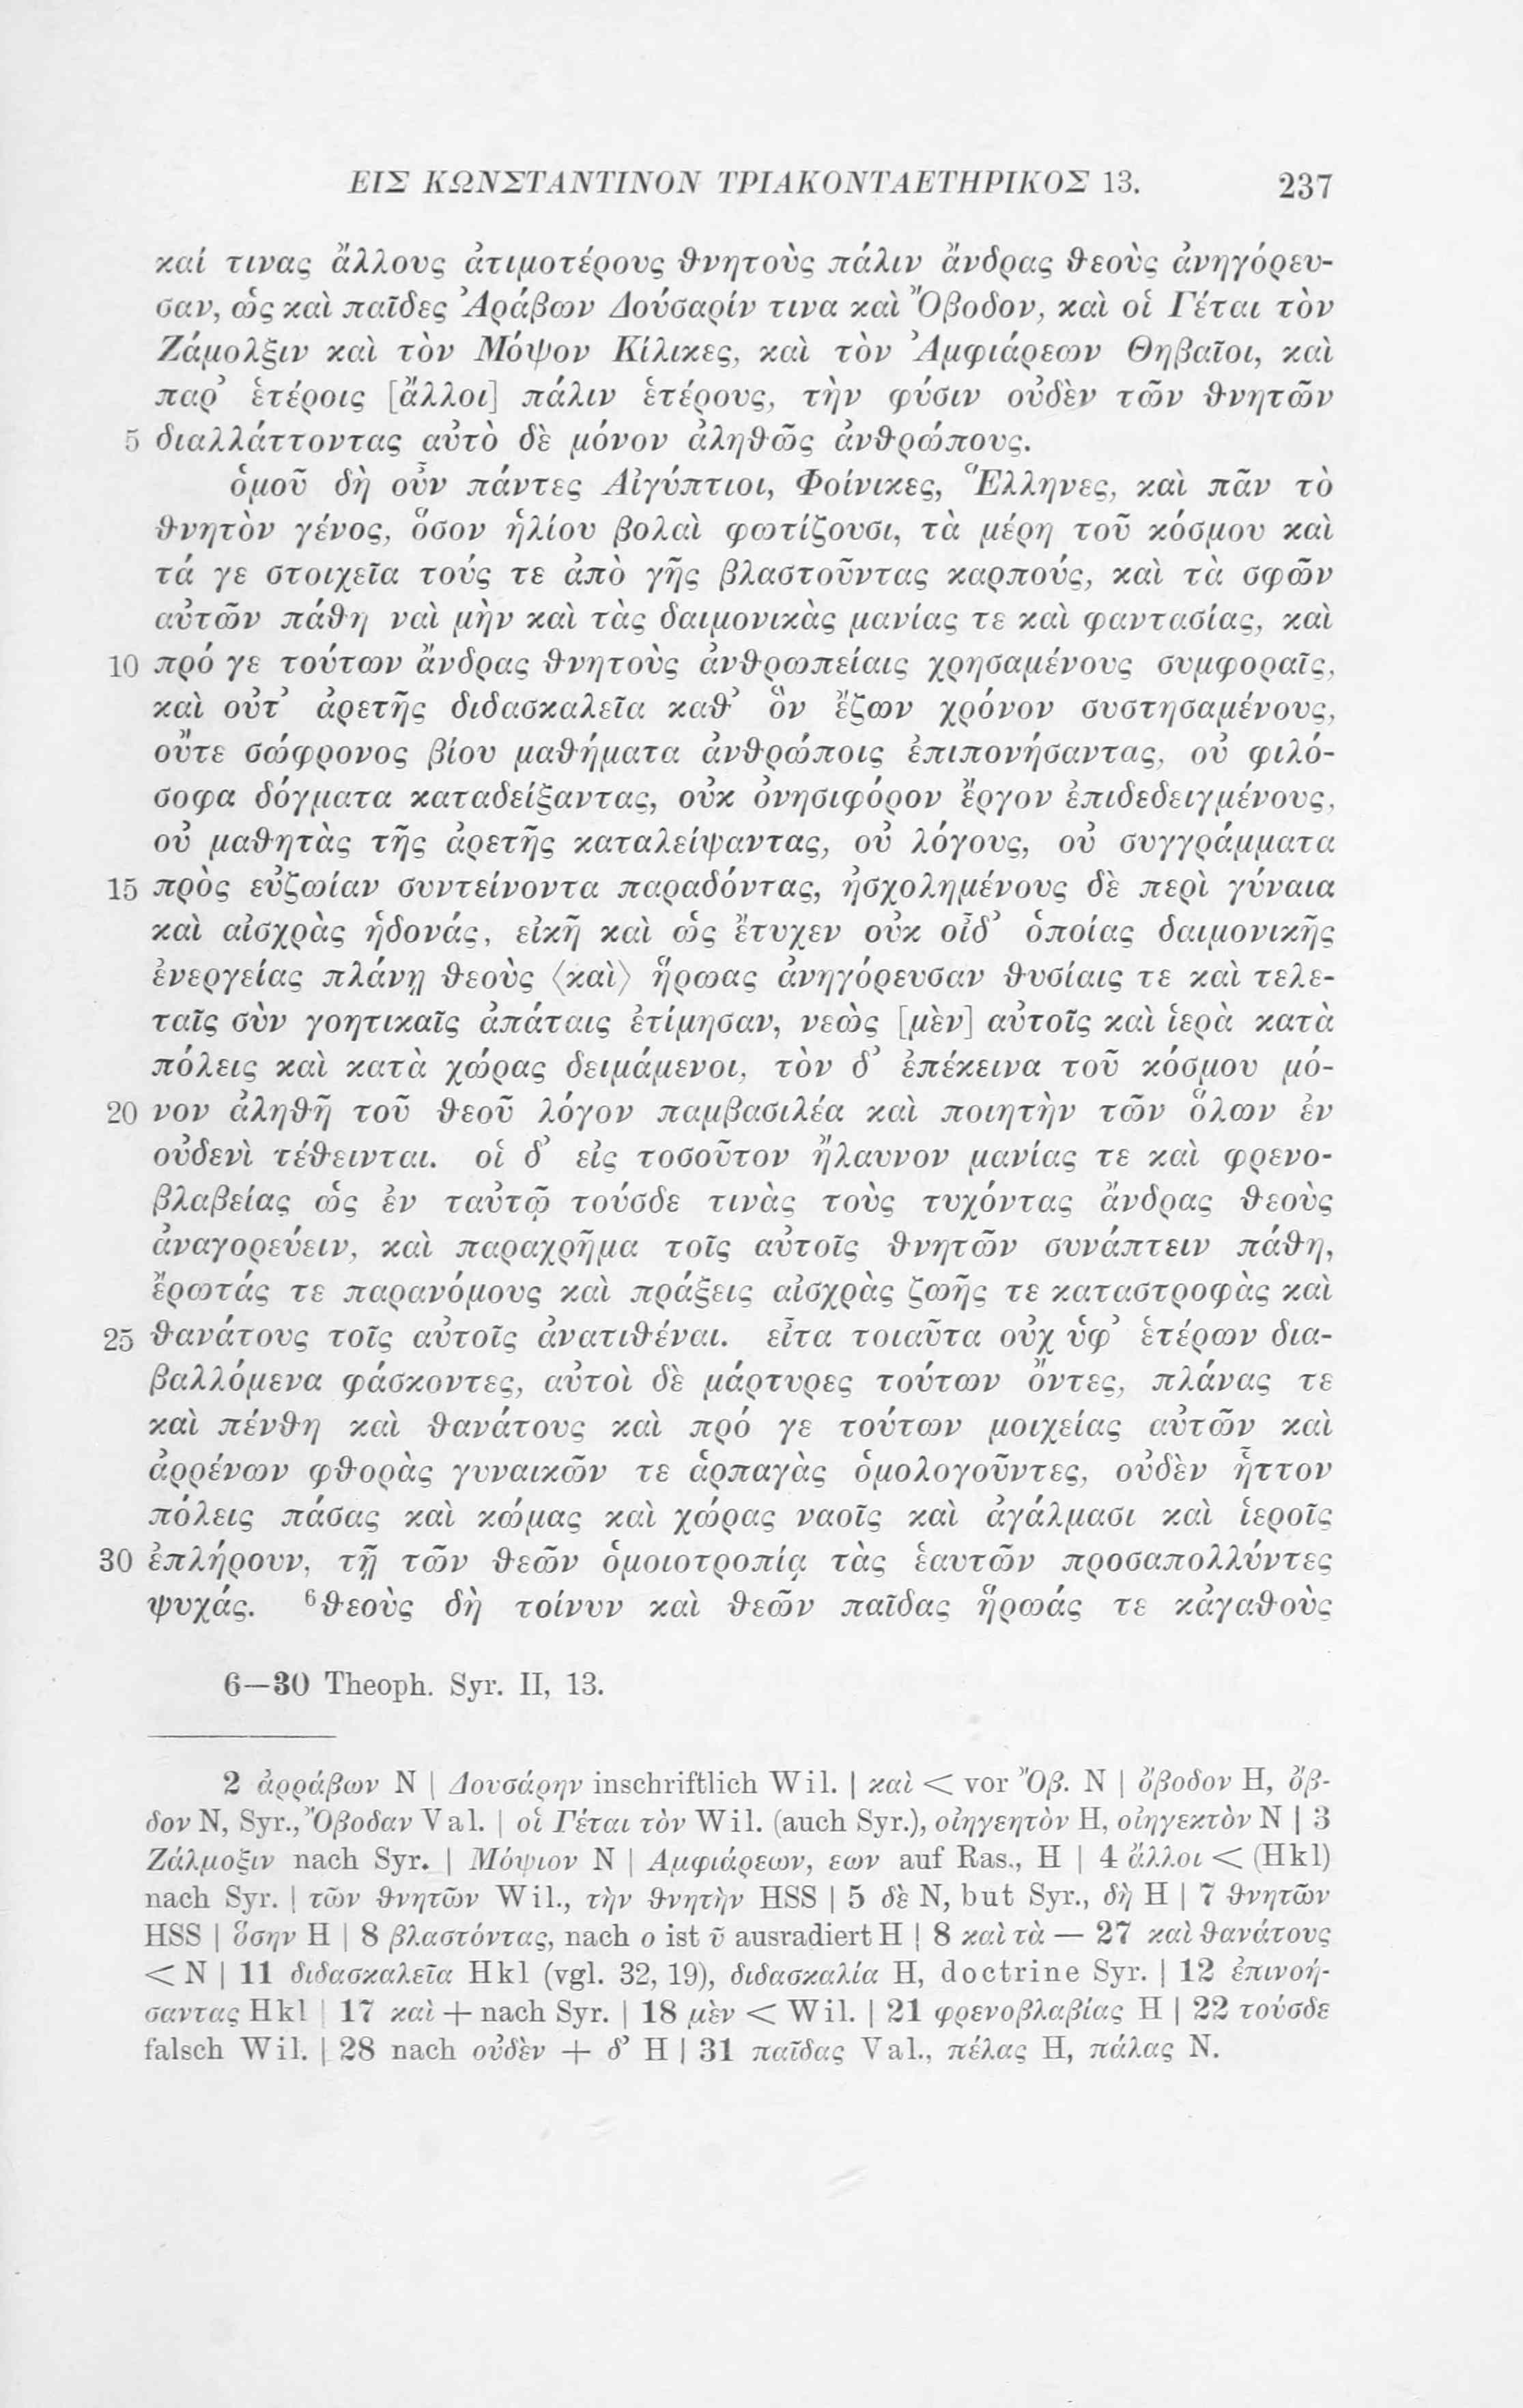 ΕΙΣ ΚΩΝΣΤΑΝΤΙΝΟΝ ΤΡΙΑΚΟΝΤΑΕΤΗΡΙΚΟΣ 13. 237
καί τινας ἄλλους ἀτιμοτέρους θνητοὺς πάλιν ἄνδρας θεοὺς ἀνηγόρευ-
σαν, ὡς καὶ παῖδες Ἀράβων Δούσαρίν τινα καὶ Ὄβοδον, καὶ οἱ Γέται τὸν
Ζάμολξιν καὶ τὸν Μόψον Κίλικες, καὶ τὸν Ἀμφιάρεων Θηβαῖοι, καὶ
παρ’ ἑτέροις [ἄλλοι] πάλιν ἑτέρους, τὴν φύσιν οὐδὲν τῶν θνητῶν
5 διαλλάττοντας αὐτὸ δὲ μόνον ἀληθῶς ἀνθρώπους.
ὁμοῦ δὴ οὖν πάντες Αἰγύπτιοι, Φοίνικες, Ἕλληνες, καὶ πᾶν τὸ
θνητὸν γένος, ὅσον ἡλίου βολαὶ φωτίζουσι, τὰ μέρη τοῦ κόσμου καὶ
τά γε στοιχεῖα τούς τε ἀπὸ γῆς βλαστοῦντας καρπούς, καὶ τὰ σφῶν
αὐτῶν πάθη ναὶ μὴν καὶ τὰς δαιμονικὰς μανίας τε καὶ φαντασίας, καὶ
10 πρό γε τούτων ἄνδρας θνητοὺς ἀνθρωπείαις χρησαμένους συμφοραῖς,
καὶ οὔτ’ ἀρετῆς διδασκαλεῖα καθ’ ὃν ἔζων χρόνον συστησαμένους,
οὔτε σώφρονος βίου μαθήματα ἀνθρώποις ἐπιπονήσαντας, οὐ φιλό-
σοφα δόγματα καταδείξαντας, οὐκ ὀνησιφόρον ἔργον ἐπιδεδειγμένους,
οὐ μαθητὰς τῆς ἀρετῆς καταλείψαντας, οὐ λόγους, οὐ συγγράμματα
15 πρὸς εὐζωίαν συντείνοντα παραδόντας, ἠσχολημένους δὲ περὶ γύναια
καὶ αἰσχρὰς ἡδονάς, εἰκῆ καὶ ὡς ἔτυχεν οὐκ οἶδ’ ὁποίας δαιμονικῆς
ἐνεργείας πλάνῃ θεοὺς ⟨καὶ⟩ ἥρωας ἀνηγόρευσαν θυσίαις τε καὶ τελε-
ταῖς σὺν γοητικαῖς ἀπάταις ἐτίμησαν, νεὼς [μὲν] αὐτοῖς καὶ ἱερὰ κατὰ
πόλεις καὶ κατὰ χώρας δειμάμενοι, τὸν δ’ ἐπέκεινα τοῦ κόσμου μό-
20 νον ἀληθῆ τοῦ θεοῦ λόγον παμβασιλέα καὶ ποιητὴν τῶν ὅλων ἐν
οὐδενὶ τέθεινται. οἱ δ’ εἰς τοσοῦτον ἤλαυνον μανίας τε καὶ φρενο-
βλαβείας ὡς ἐν ταὐτῷ τούσδε τινὰς τοὺς τυχόντας ἄνδρας θεοὺς
ἀναγορεύειν, καὶ παραχρῆμα τοῖς αὐτοῖς θνητῶν συνάπτειν πάθη,
ἔρωτάς τε παρανόμους καὶ πράξεις αἰσχρὰς ζωῆς τε καταστροφὰς καὶ
25 θανάτους τοῖς αὐτοῖς ἀνατιθέναι. εἶτα τοιαῦτα οὐχ ὑφ’ ἑτέρων δια-
βαλλόμενα φάσκοντες, αὐτοὶ δὲ μάρτυρες τούτων ὄντες, πλάνας τε
καὶ πένθη καὶ θανάτους καὶ πρό γε τούτων μοιχείας αὐτῶν καὶ
ἀρρένων φθορὰς γυναικῶν τε ἁρπαγὰς ὁμολογοῦντες, οὐδὲν ἧττον
πόλεις πάσας καὶ κώμας καὶ χώρας ναοῖς καὶ ἀγάλμασι καὶ ἱεροῖς
30 ἐπλήρουν, τῇ τῶν θεῶν ὁμοιοτροπίᾳ τὰς ἑαυτῶν προσαπολλύντες
ψυχάς. ⁶θεοὺς δὴ τοίνυν καὶ θεῶν παῖδας ἥρωάς τε κἀγαθοὺς
6—30 Theoph. Syr. II, 13.
2 ἀρράβων N | Δουσάρην inschriftlich Wil. | καὶ < vor Ὄβ. N | ὄβοδον H, ὄβ-
δον N, Syr., Ὄβοδαν Val. | οἱ Γέται τὸν Wil. (auch Syr.), οἰηγεητὸν H, οἰηγεκτὸν N | 3
Ζάλμοξιν nach Syr. | Μόψιον N | Ἀμφιάρεων, εων auf Ras., H | 4 ἄλλοι < (Hkl)
nach Syr. | τῶν θνητῶν Wil., τὴν θνητὴν HSS | 5 δὲ N, but Syr., δὴ H | 7 θνητῶν
HSS | ὅσην H | 8 βλαστόντας, nach ο ist ῦ ausradiert H | 8 καὶ τὰ — 27 καὶ θανάτους
< N | 11 διδασκαλεῖα Hkl (vgl. 32, 19), διδασκαλία H, doctrine Syr. | 12 ἐπινοή-
σαντας Hkl | 17 καὶ + nach Syr. | 18 μὲν < Wil. | 21 φρενοβλαβίας H | 22 τούσδε
falsch Wil. | 28 nach οὐδὲν + δ’ H | 31 παῖδας Val., πέλας H, πάλας N.